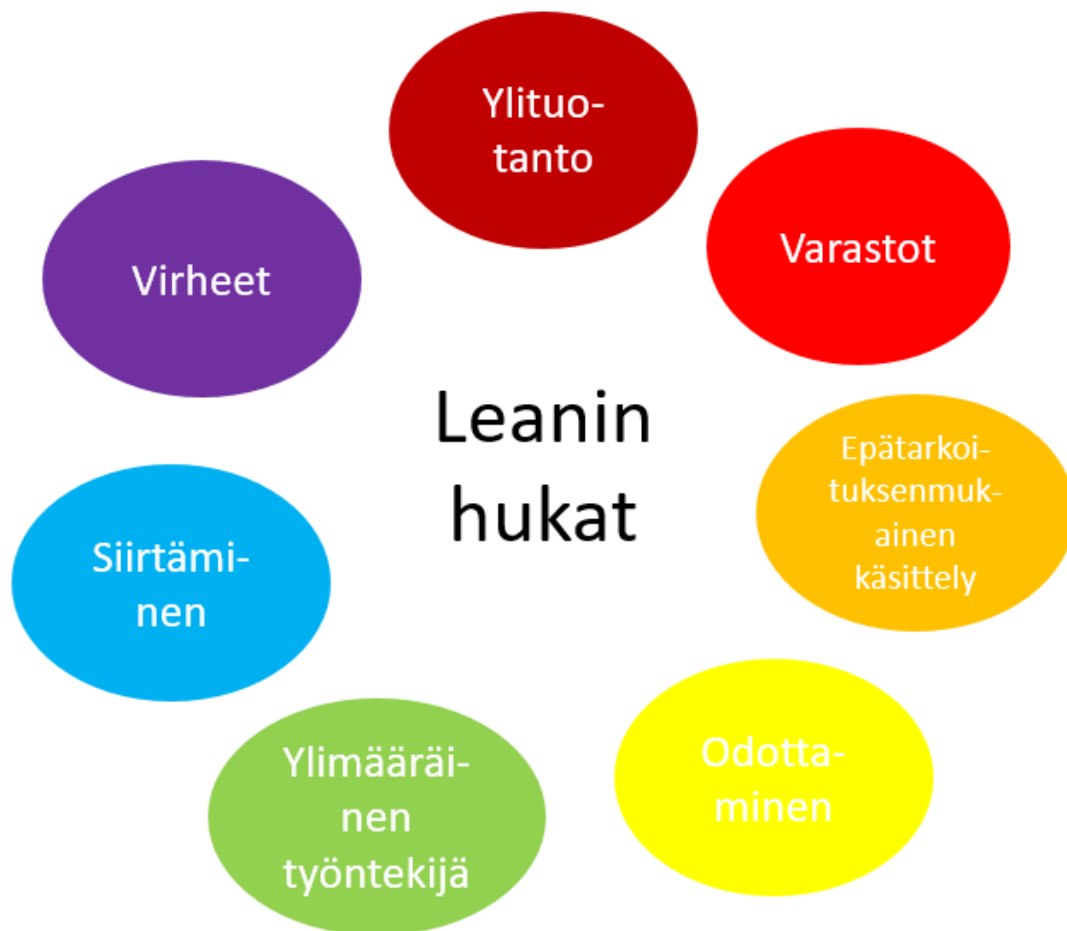 Ylituo-
tanto
Varastot
Virheet
Leanin
hukat
Epätarkoi-
tuksenmuk-
ainen
käsittely
Siirtämi-
nen
Odotta-
minen
Ylimääräi-
nen
työntekijä